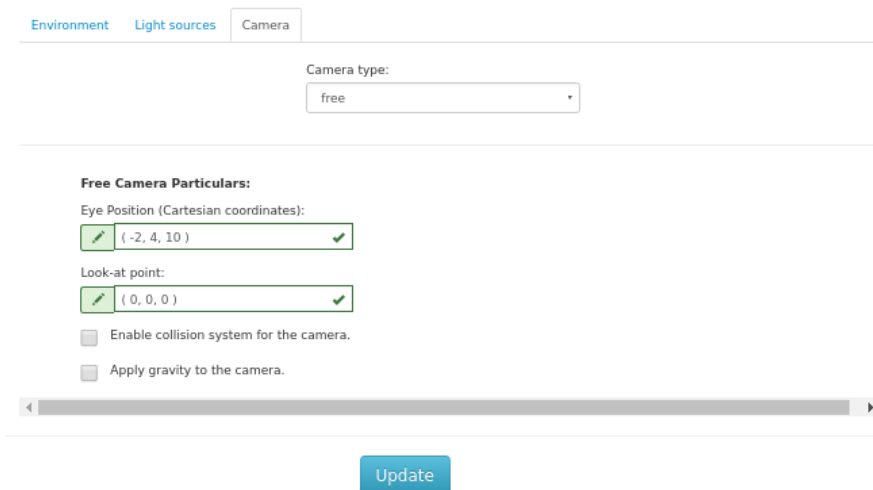 Environment Light sources Camera
Camera type:
free
Free Camera Particulars:
Eye Position (Cartesian coordinates):
( -2, 4, 10 )
Look-at point:
( 0, 0, 0 )
Enable collision system for the camera.
Apply gravity to the camera.
Update